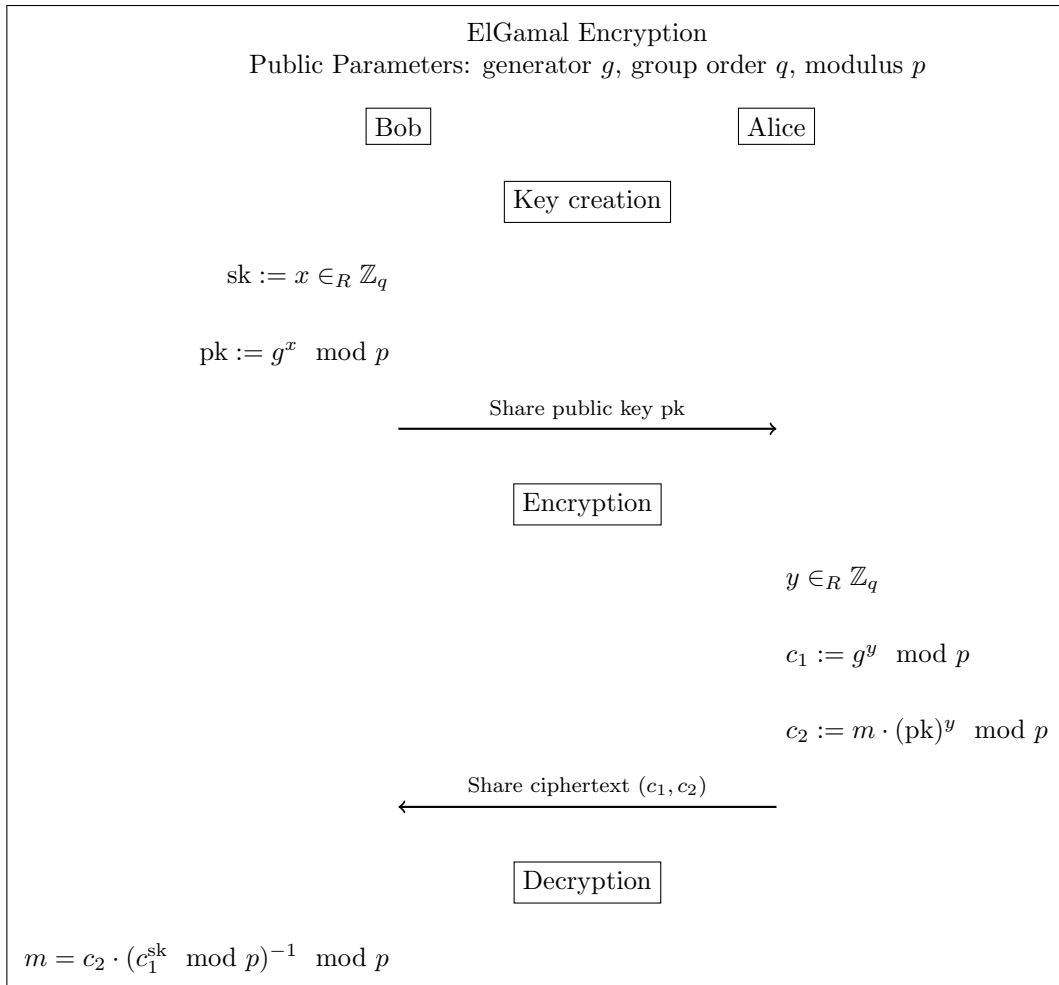 ElGamal Encryption
Public Parameters: generator g, group order q, modulus p
Bob Alice
Key creation
sk := x ∈_R ℤ_q
pk := g^x mod p
Share public key pk
Encryption
y ∈_R ℤ_q
c_1 := g^y mod p
c_2 := m · (pk)^y mod p
Share ciphertext (c_1, c_2)
Decryption
m = c_2 · (c_1^sk mod p)^−1 mod p